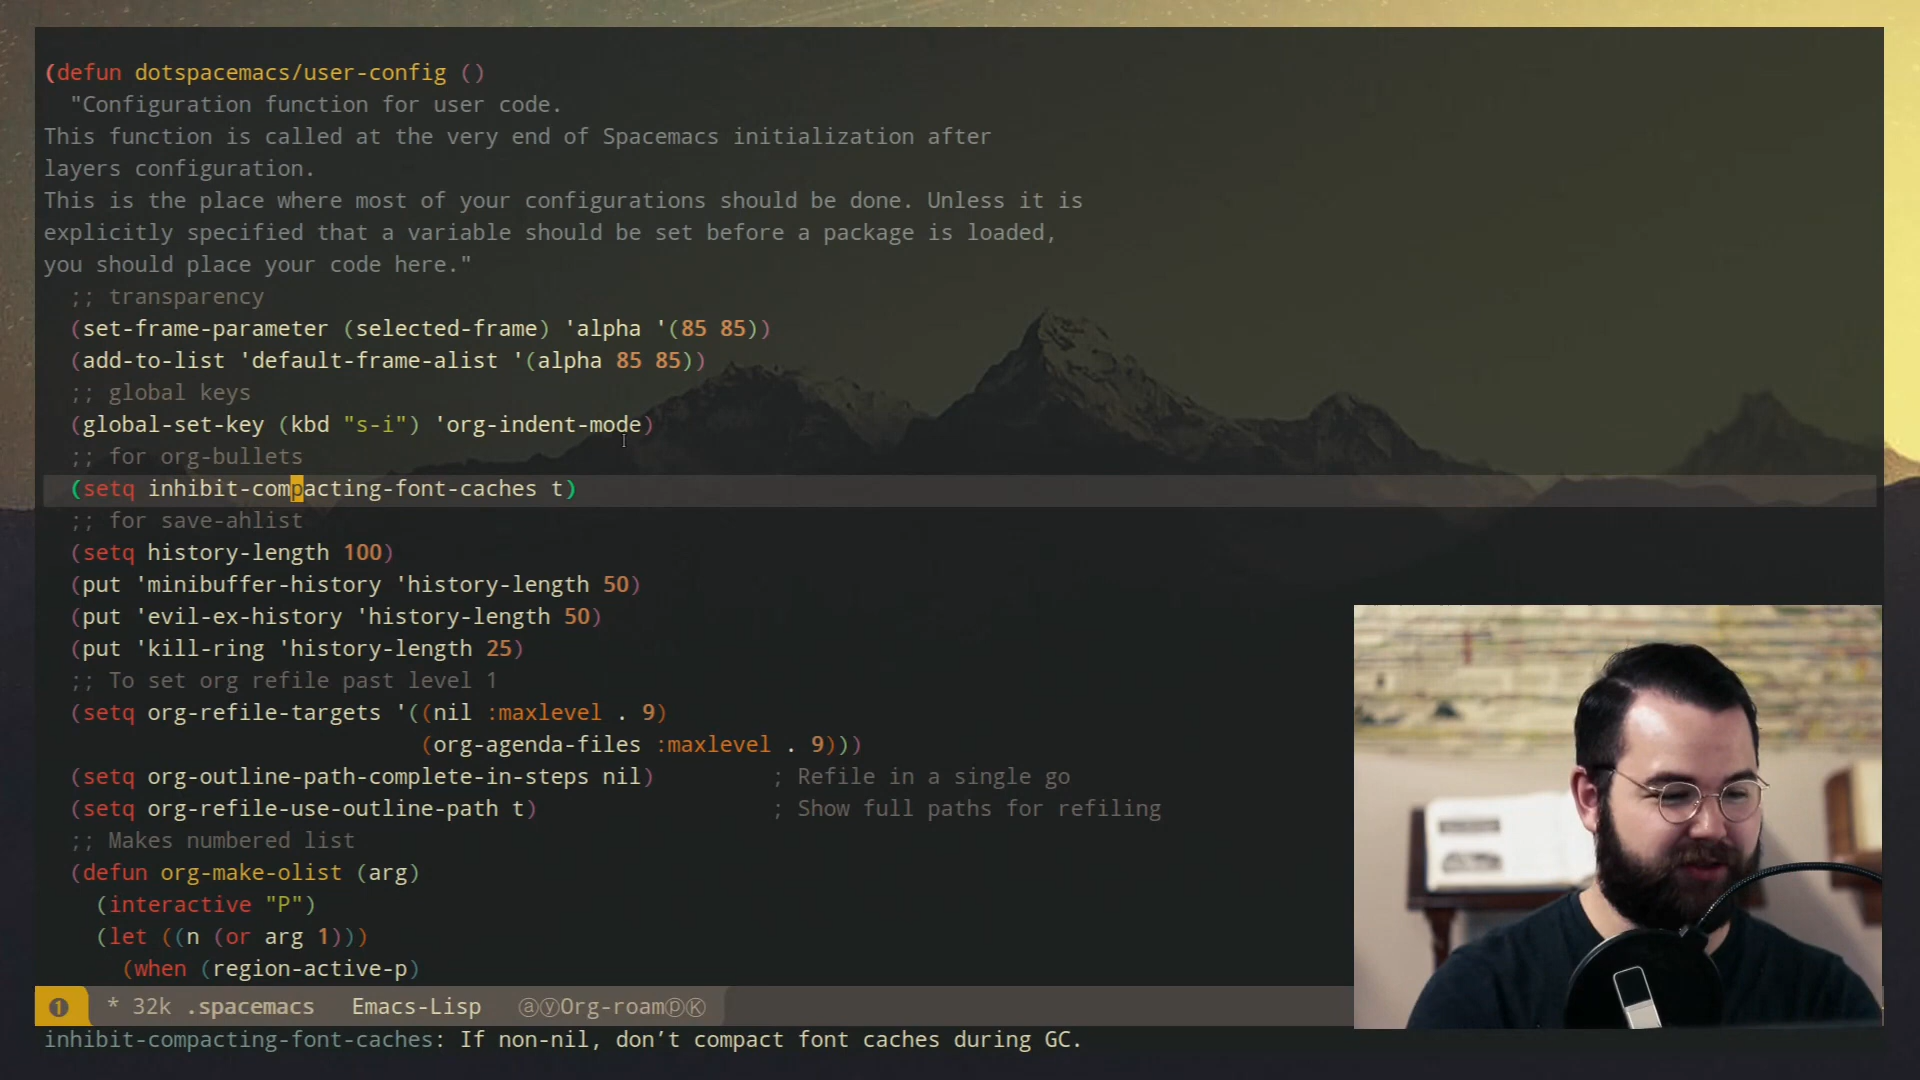 (defun dotspacemacs/user-config ()
"Configuration function for user code.
This function is called at the very end of Spacemacs initialization after
layers configuration.
This is the place where most of your configurations should be done. Unless it is
explicitly specified that a variable should be set before a package is loaded,
you should place your code here."
;; transparency
(set-frame-parameter (selected-frame) 'alpha '(85 85))
(add-to-list 'default-frame-alist '(alpha 85 85))
;; global keys
(global-set-key (kbd "s-i") 'org-indent-mode)
;; for org-bullets
(setq inhibit-compacting-font-caches t)
;; for save-ahlist
(setq history-length 100)
(put 'minibuffer-history 'history-length 50)
(put 'evil-ex-history 'history-length 50)
(put 'kill-ring 'history-length 25)
;; To set org refile past level 1
(setq org-refile-targets '((nil :maxlevel . 9)
(org-agenda-files :maxlevel . 9)))
(setq org-outline-path-complete-in-steps nil) ; Refile in a single go
(setq org-refile-use-outline-path t) ; Show full paths for refiling
;; Makes numbered list
(defun org-make-olist (arg)
(interactive "P")
(let ((n (or arg 1)))
(when (region-active-p)
❶ * 32k .spacemacs Emacs-Lisp ⓐⓨOrg-roamⓟⓀ
inhibit-compacting-font-caches: If non-nil, don’t compact font caches during GC.